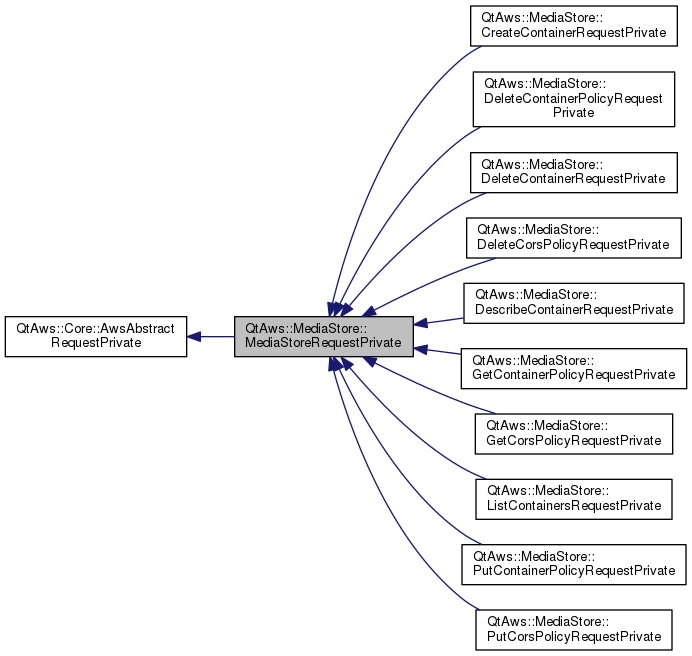 QtAws::MediaStore::
CreateContainerRequestPrivate
QtAws::MediaStore::
DeleteContainerPolicyRequest
Private
QtAws::MediaStore::
DeleteContainerRequestPrivate
QtAws::MediaStore::
DeleteCorsPolicyRequestPrivate
QtAws::MediaStore::
DescribeContainerRequestPrivate
QtAws::Core::AwsAbstract
RequestPrivate
QtAws::MediaStore::
MediaStoreRequestPrivate
QtAws::MediaStore::
GetContainerPolicyRequestPrivate
QtAws::MediaStore::
GetCorsPolicyRequestPrivate
QtAws::MediaStore::
ListContainersRequestPrivate
QtAws::MediaStore::
PutContainerPolicyRequestPrivate
QtAws::MediaStore::
PutCorsPolicyRequestPrivate